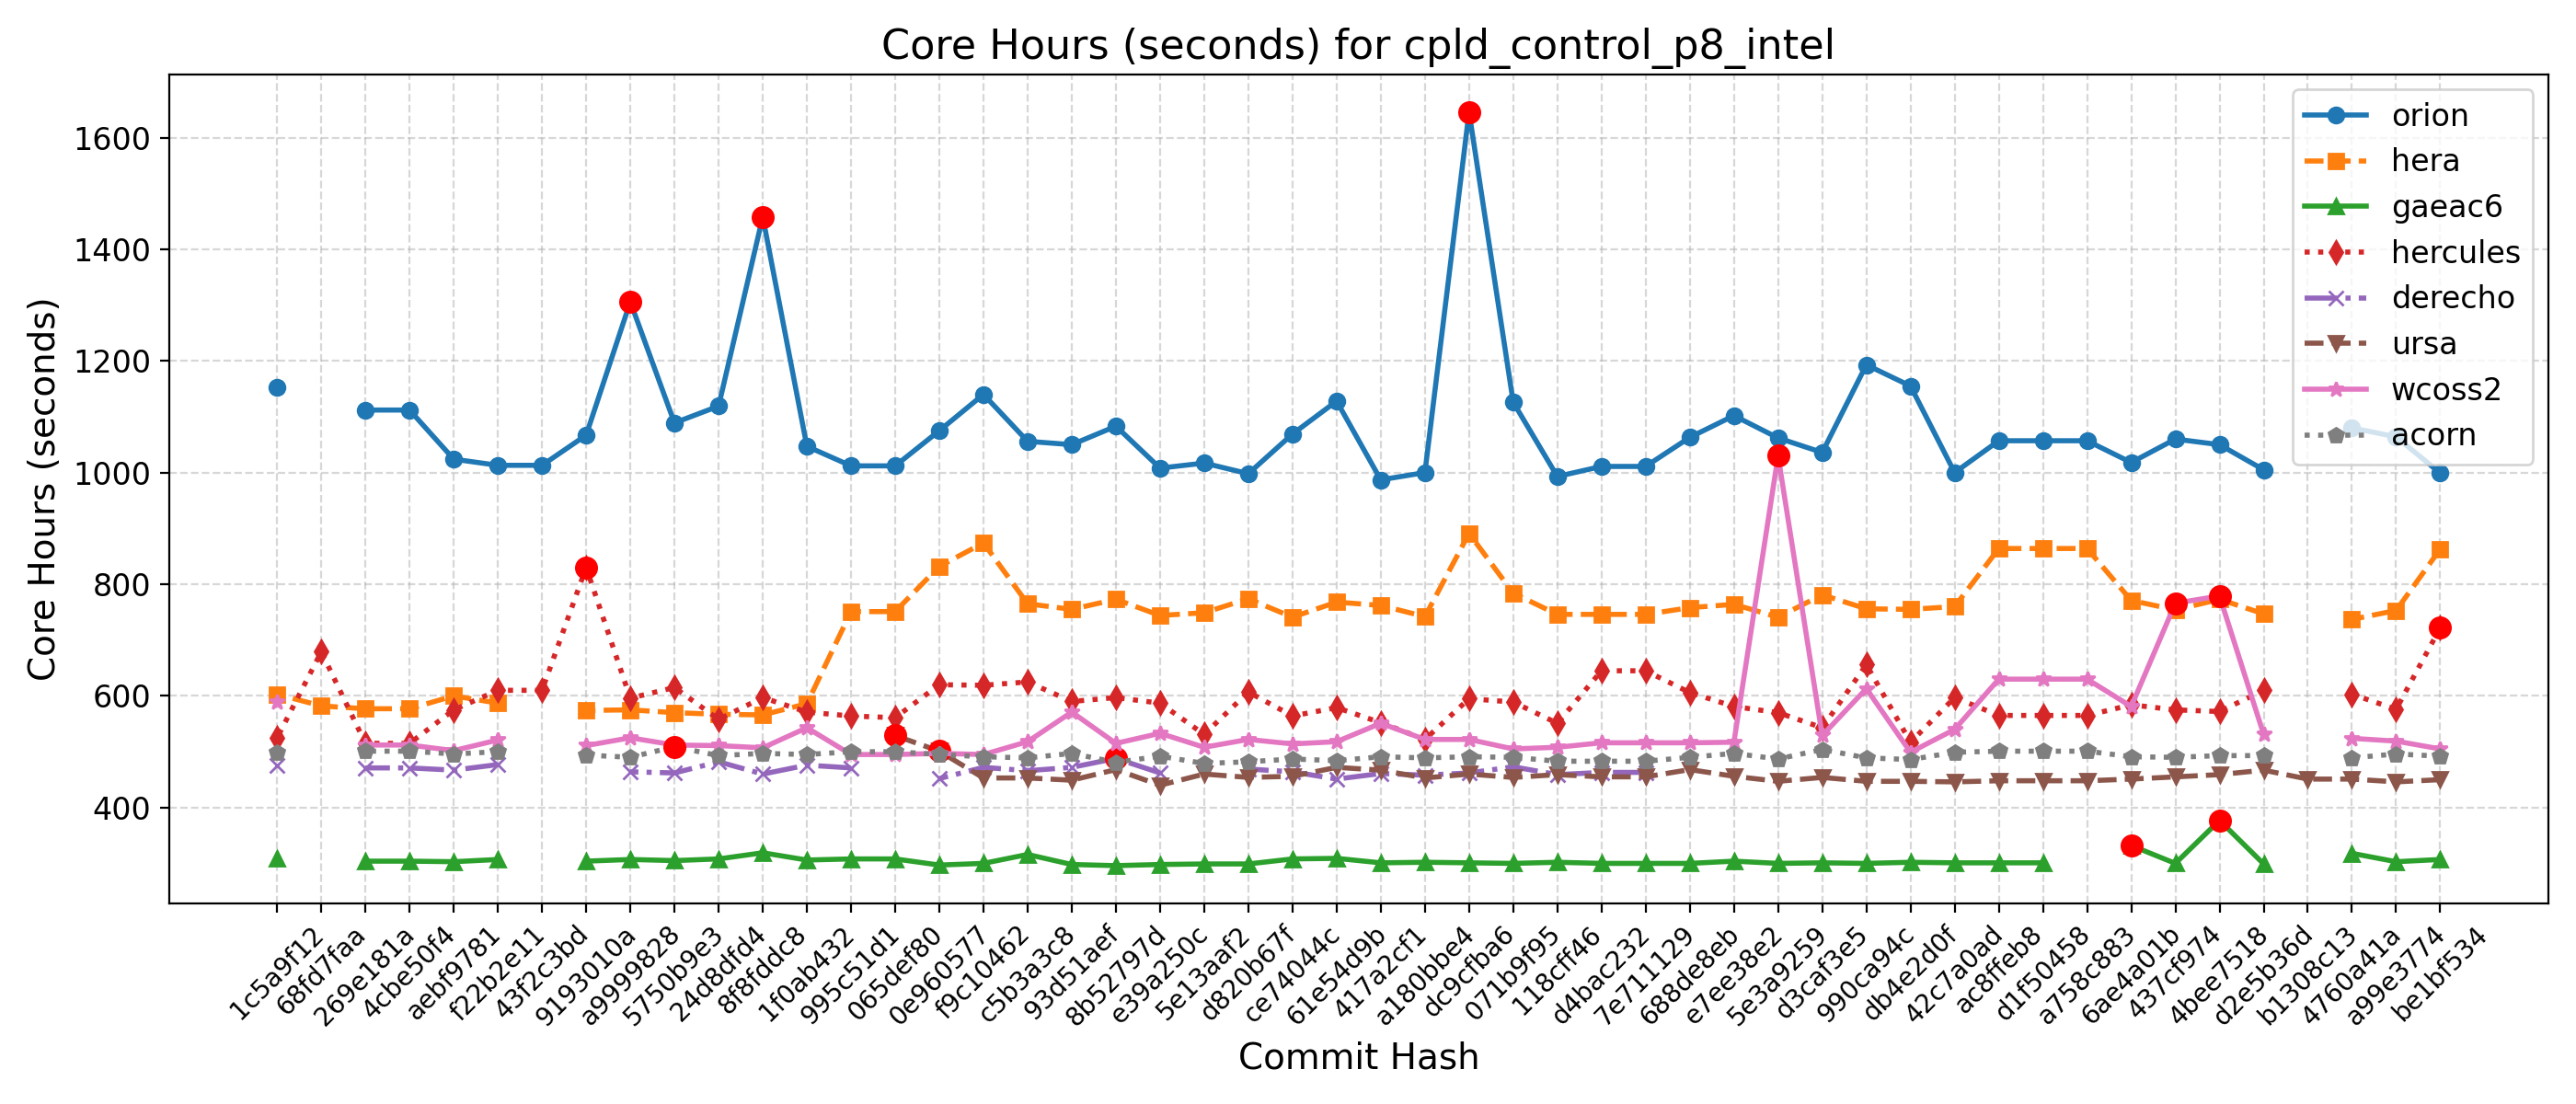 Core Hours (seconds) for cpld_control_p8_intel
Core Hours (seconds)
1600
1400
1200
1000
800
600
400
orion
hera
gaeac6
hercules
derecho
ursa
wcoss2
acorn
1c5a9f12
68fd7faa
269e181a
4cbe50f4
aebf9781
f22b2e11
43f2c3bd
9193010a
a9999828
5750b9e3
24d8dfd4
8f8fddc8
1f0ab432
995c51d1
065def80
0e960577
f9c10462
c5b3a3c8
93d51aef
8b52797d
e39a250c
5e13aaf2
d820b67f
ce74044c
61e54d9b
417a2cf1
a180bbe4
dc9cfba6
071b9f95
118cff46
d4bac232
7e711129
688de8eb
e7ee38e2
5e3a9259
d3caf3e5
990ca94c
db4e2d0f
42c7a0ad
ac8ffeb8
d1f50458
a758c883
6ae4a01b
437cf974
4bee7518
d2e5b36d
b1308c13
4760a41a
a99e3774
be1bf534
Commit Hash